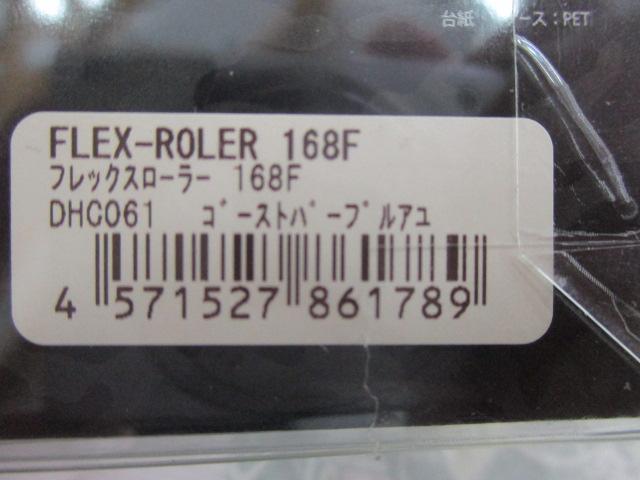 台紙 ース:PET
FLEX-ROLER 168F
フレックスローラー 168F
DHC061 ゴーストパープルアユ
4 571527 861789